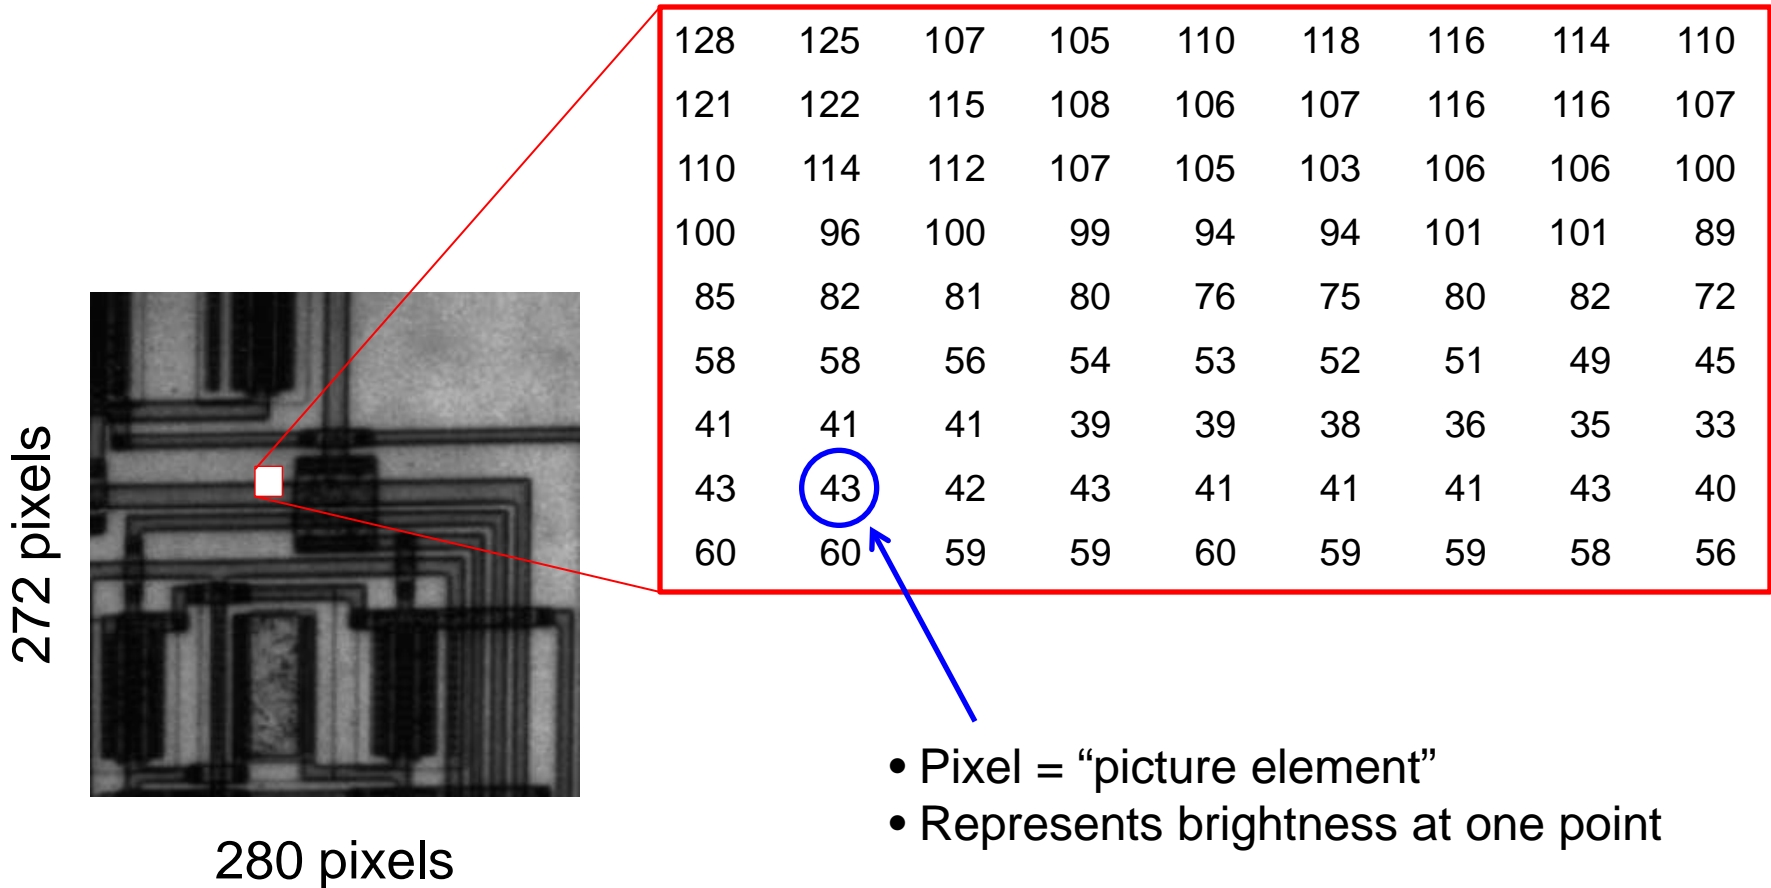 128 125 107 105 110 118 116 114 110
121 122 115 108 106 107 116 116 107
110 114 112 107 105 103 106 106 100
100 96 100 99 94 94 101 101 89
85 82 81 80 76 75 80 82 72
58 58 56 54 53 52 51 49 45
41 41 41 39 39 38 36 35 33
43 43 42 43 41 41 41 43 40
60 60 59 59 60 59 59 58 56
272 pixels
280 pixels
• Pixel = “picture element”
• Represents brightness at one point